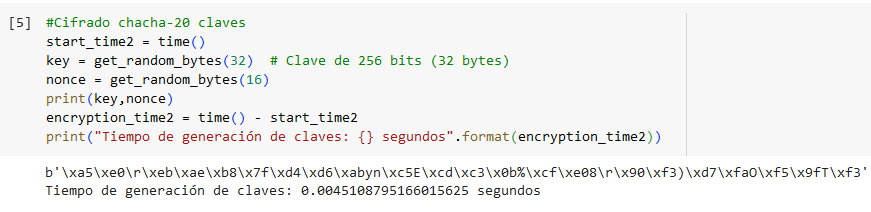 [5] #Cifrado chacha-20 claves
start_time2 = time()
key = get_random_bytes(32)  # Clave de 256 bits (32 bytes)
nonce = get_random_bytes(16)
print(key,nonce)
encryption_time2 = time() - start_time2
print("Tiempo de generación de claves: {} segundos".format(encryption_time2))
b'\xa5\xe0\r\xeb\xae\xb8\x7f\xd4\xd6\xabyn\xc5E\xcd\xc3\x0b%\xcf\xe08\r\x90\xf3)\xd7\xfaO\xf5\x9fT\xf3'
Tiempo de generación de claves: 0.0045108795166015625 segundos